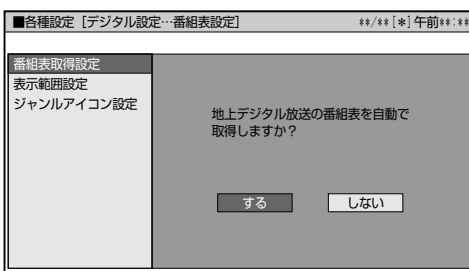 ■各種設定［デジタル設定…番組表設定］ **/**[*]午前**:**
番組表取得設定
表示範囲設定
ジャンルアイコン設定
地上デジタル放送の番組表を自動で
取得しますか？
する しない